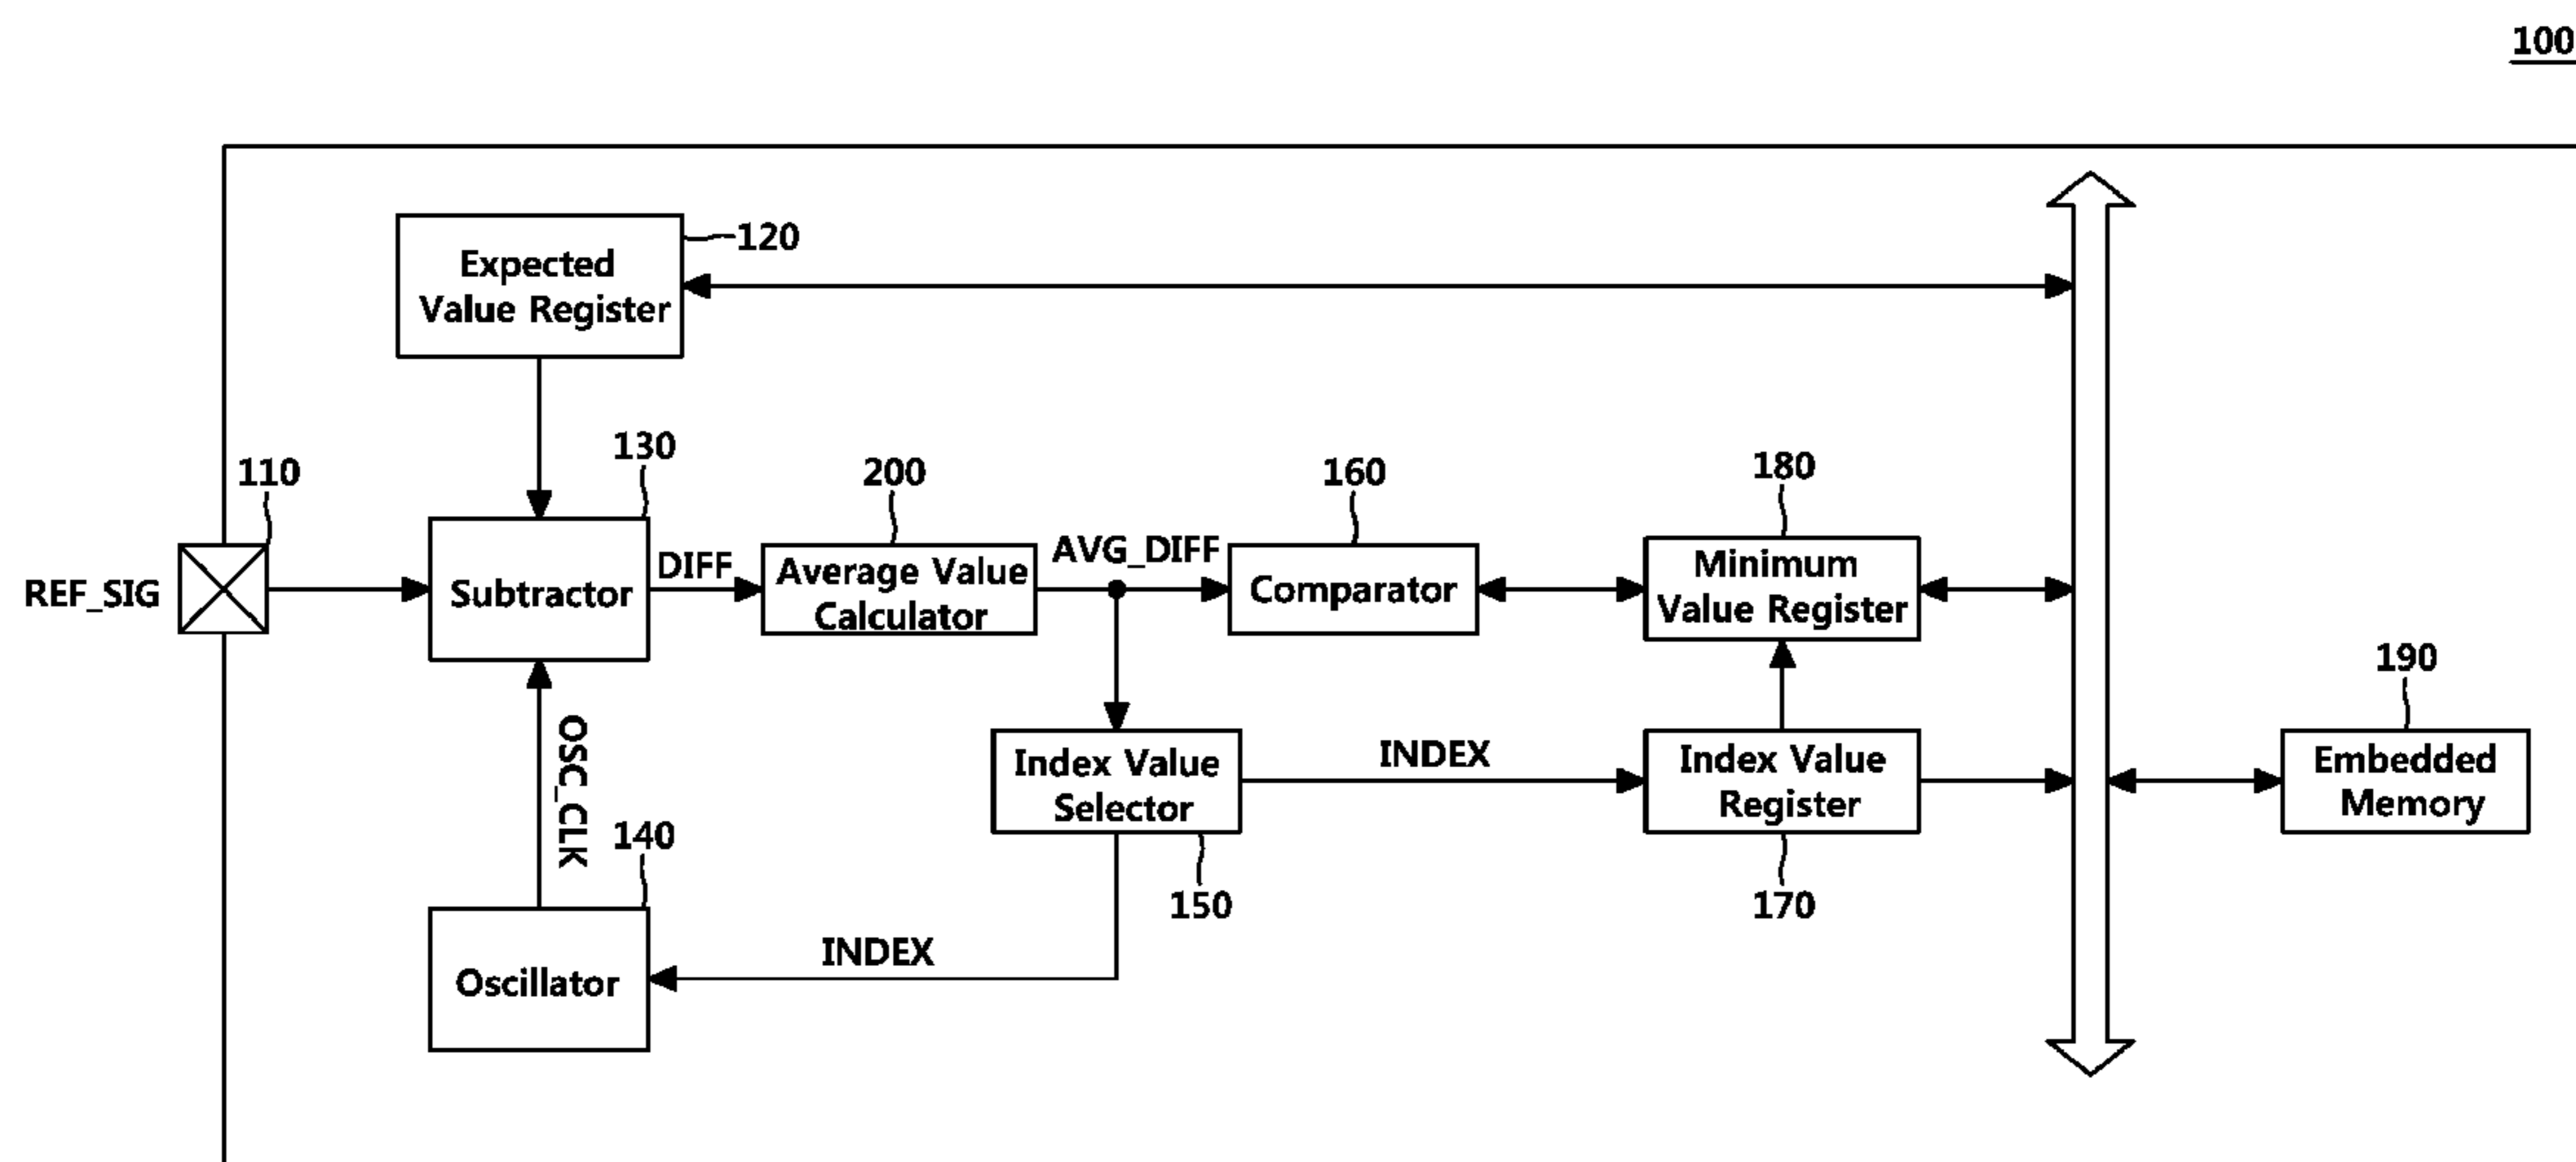 100
120
Expected
Value Register
130
110
200
160
180
REF_SIG
Subtractor
DIFF
Average Value
Calculator
AVG_DIFF
Comparator
Minimum
Value Register
190
OSC_CLK
140
Index Value
Selector
INDEX
Index Value
Register
Embedded
Memory
150
170
INDEX
Oscillator